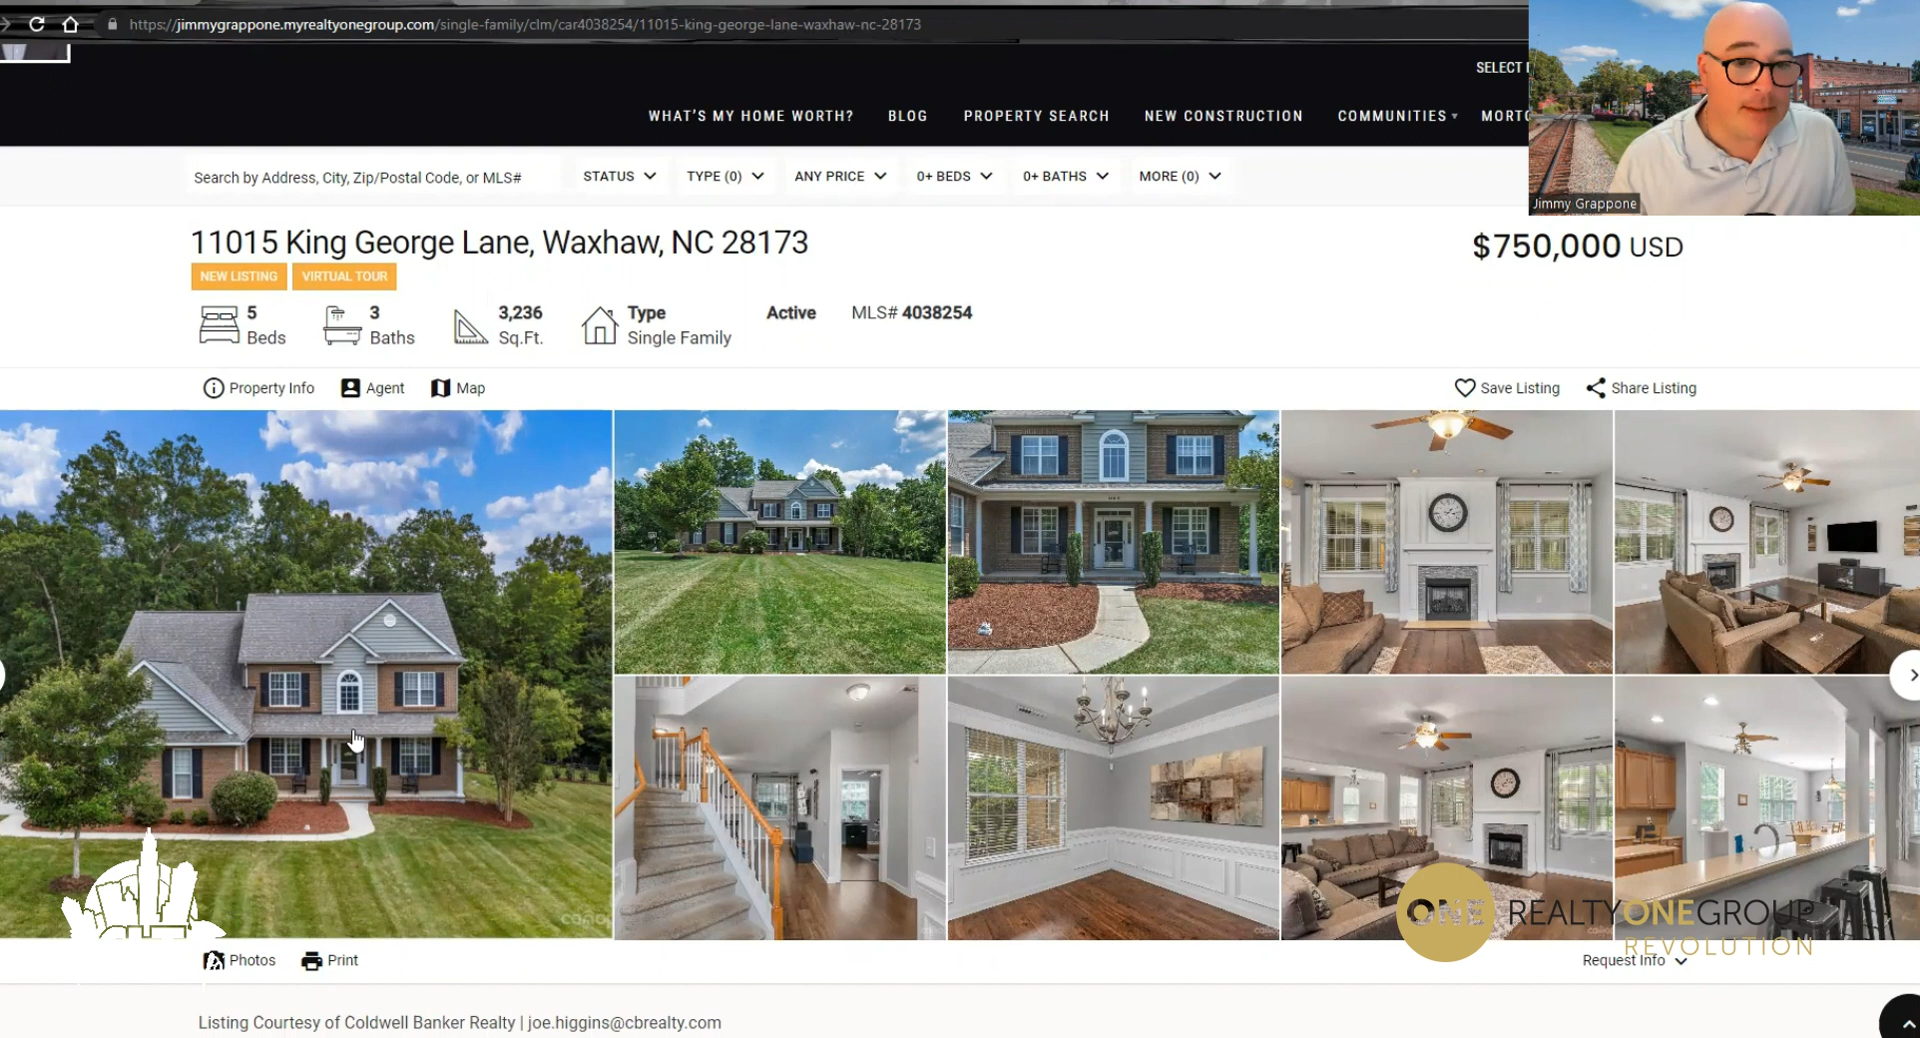 https://jimmygrappone.myrealtyonegroup.com/single-family/clm/car4038254/11015-king-george-lane-waxhaw-nc-28173
SELECT
WHAT'S MY HOME WORTH? BLOG PROPERTY SEARCH NEW CONSTRUCTION COMMUNITIES
Search by Address, City, Zip/Postal Code, or MLS# STATUS TYPE (0) ANY PRICE 0+ BEDS 0+ BATHS MORE (0)
Jimmy Grappone
11015 King George Lane, Waxhaw, NC 28173 $750,000 USD
NEW LISTING VIRTUAL TOUR
5 Beds 3 Baths 3,236 Sq.Ft. Type Single Family Active MLS# 4038254
Property Info Agent Map Save Listing Share Listing
ONE REALTYONEGROUP
REVOLUTION
Photos Print Request Info
Listing Courtesy of Coldwell Banker Realty | joe.higgins@cbrealty.com